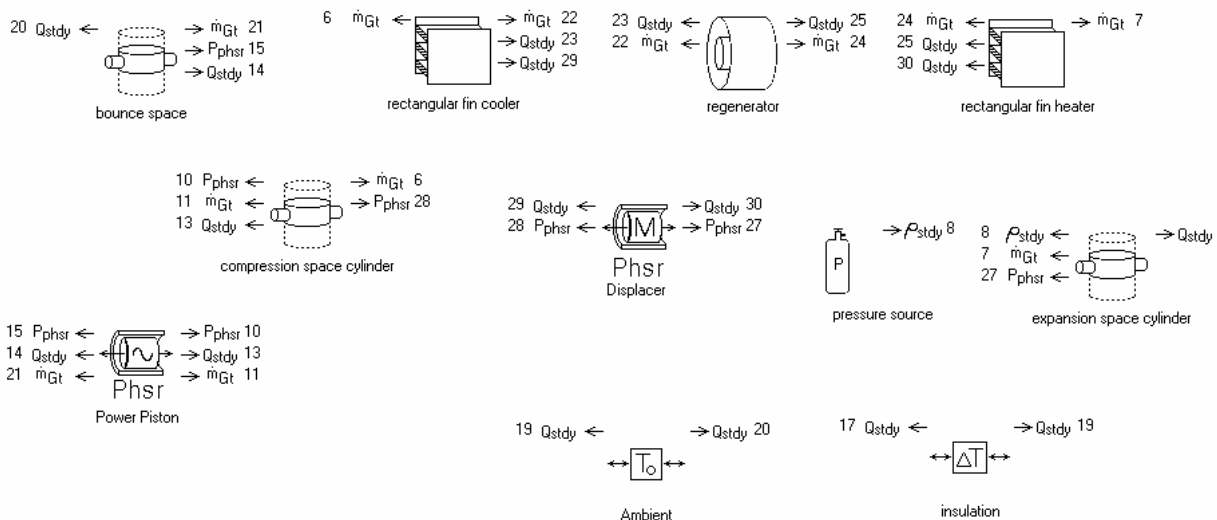 20 Qstdy ← → ṁGt 21
→ Pphsr 15
→ Qstdy 14
bounce space
6 ṁGt ← → ṁGt 22
→ Qstdy 23
→ Qstdy 29
rectangular fin cooler
23 Qstdy ← → Qstdy 25
22 ṁGt ← → ṁGt 24
regenerator
24 ṁGt ← → ṁGt 7
25 Qstdy ←
30 Qstdy ←
rectangular fin heater
10 Pphsr ← → ṁGt 6
11 ṁGt ← → Pphsr 28
13 Qstdy ←
compression space cylinder
29 Qstdy ← → Qstdy 30
28 Pphsr ← → Pphsr 27
M
Phsr
Displacer
→ ρstdy 8
P
pressure source
8 ρstdy ← → Qstdy
7 ṁGt ←
27 Pphsr ←
expansion space cylinder
15 Pphsr ← → Pphsr 10
14 Qstdy ← → Qstdy 13
21 ṁGt ← → ṁGt 11
Phsr
Power Piston
19 Qstdy ← → Qstdy 20
To
Ambient
17 Qstdy ← → Qstdy 19
ΔT
insulation